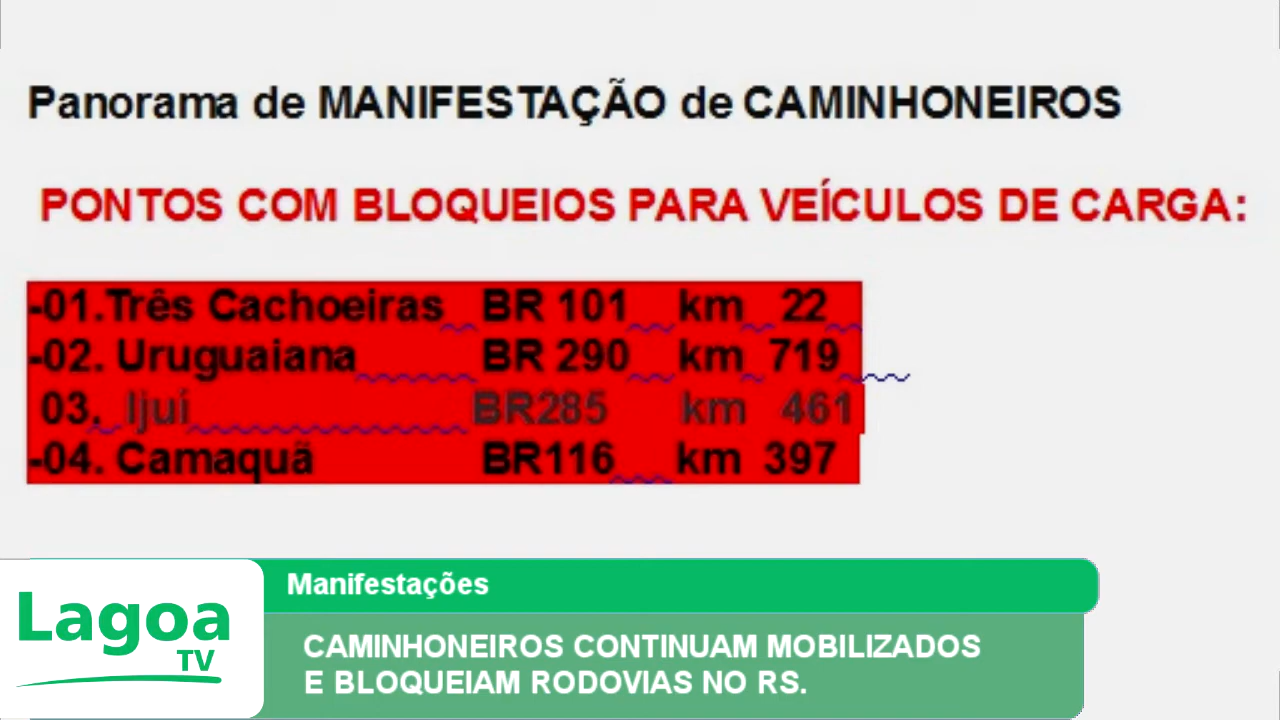 Panorama de MANIFESTAÇÃO de CAMINHONEIROS
PONTOS COM BLOQUEIOS PARA VEÍCULOS DE CARGA:
-01.Três Cachoeiras BR 101 km 22
-02. Uruguaiana BR 290 km 719
03. Ijuí BR285 km 461
-04. Camaquã BR116 km 397
Manifestações
Lagoa
TV
CAMINHONEIROS CONTINUAM MOBILIZADOS
E BLOQUEIAM RODOVIAS NO RS.